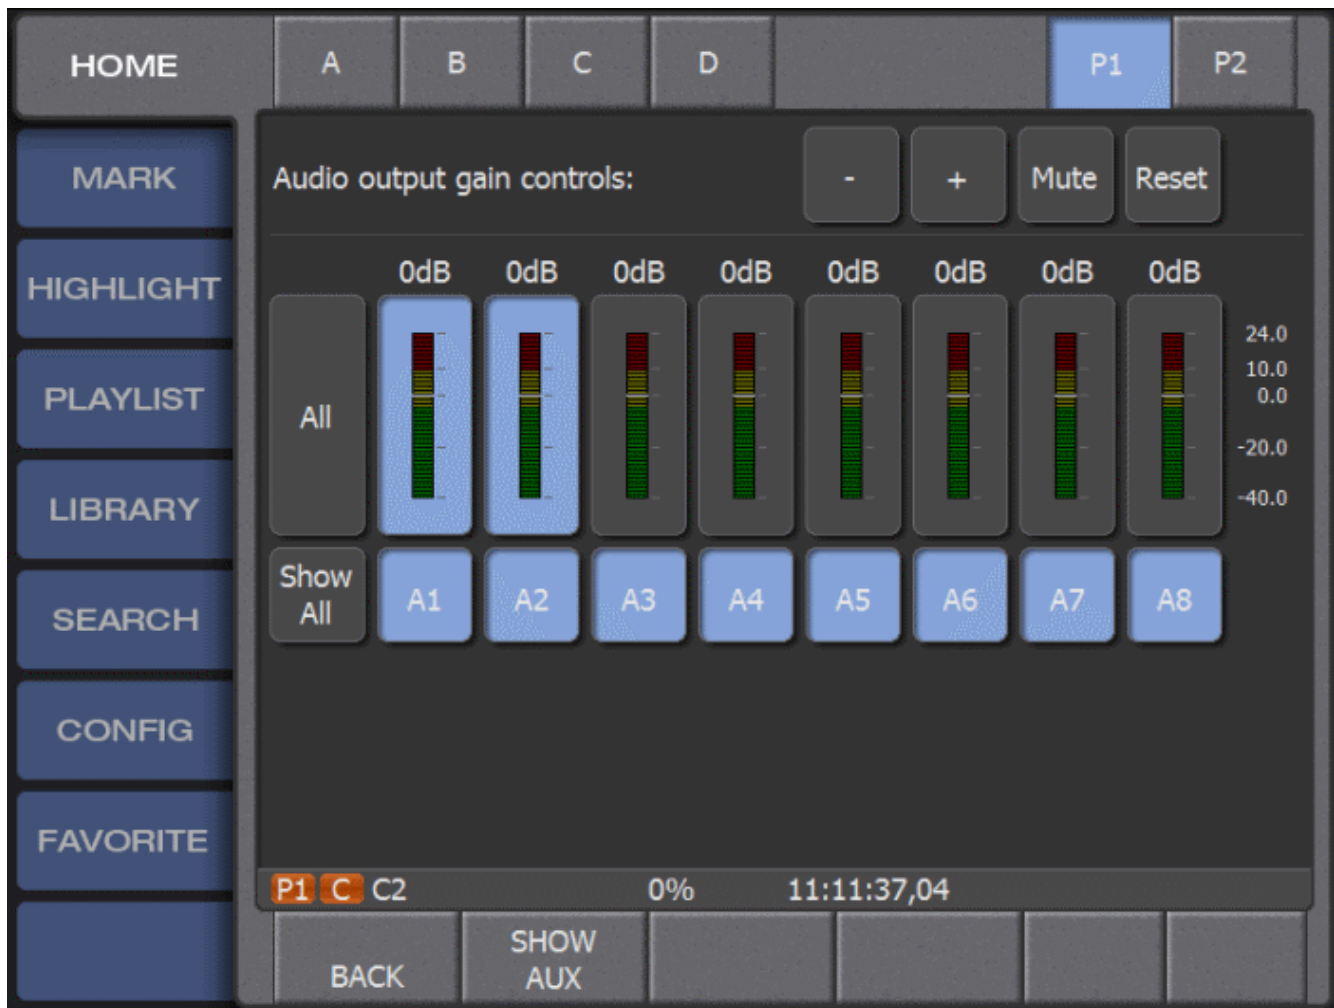 HOME
A
B
C
D
P1
P2
MARK
HIGHLIGHT
PLAYLIST
LIBRARY
SEARCH
CONFIG
FAVORITE
Audio output gain controls:
-
+
Mute
Reset
0dB 0dB 0dB 0dB 0dB 0dB 0dB 0dB
All
24.0
10.0
0.0
-20.0
-40.0
Show
All
A1
A2
A3
A4
A5
A6
A7
A8
P1 C C2 0% 11:11:37,04
BACK
SHOW
AUX